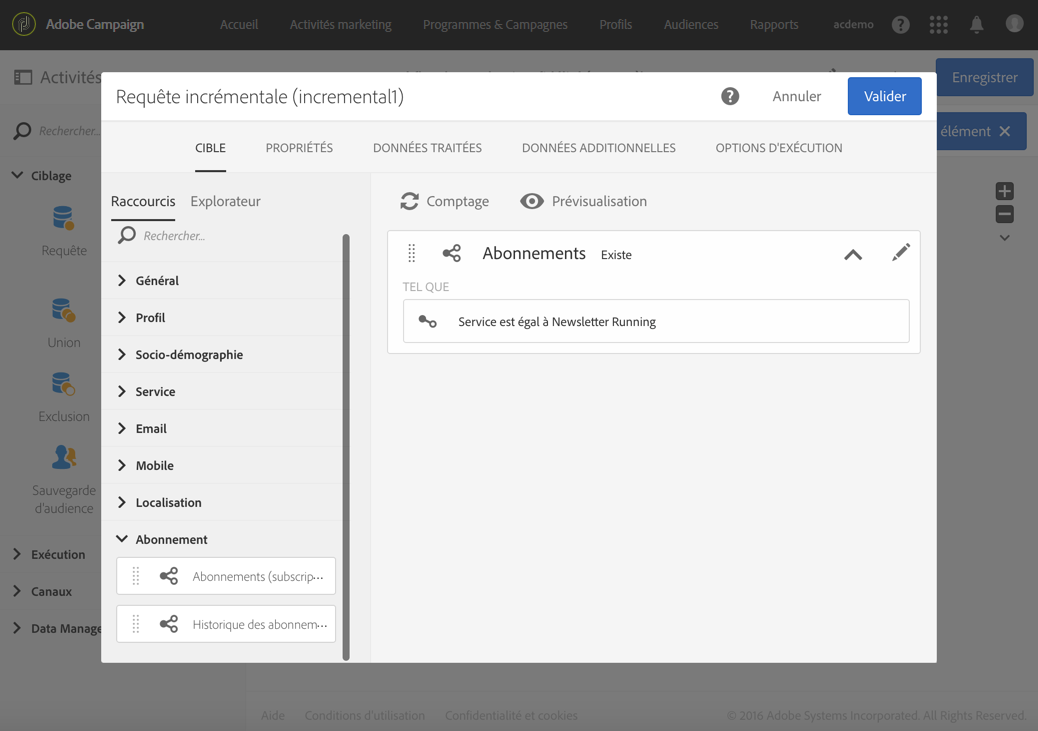 Adobe Campaign
Accueil
Activités marketing
Programmes & Campagnes
Profils
Audiences
Rapports
acdemo
Activités
Enregistrer
Requête incrémentale (incremental1)
Annuler
Valider
Rechercher...
élément
CIBLE
PROPRIÉTÉS
DONNÉES TRAITÉES
DONNÉES ADDITIONNELLES
OPTIONS D'EXÉCUTION
Ciblage
Requête
Union
Exclusion
Sauvegarde
d'audience
Exécution
Canaux
Data Manage
Raccourcis
Explorateur
Rechercher...
Général
Profil
Socio-démographie
Service
Email
Mobile
Localisation
Abonnement
Abonnements (subscrip...
Historique des abonnem...
Comptage
Prévisualisation
Abonnements Existe
TEL QUE
Service est égal à Newsletter Running
Aide
Conditions d'utilisation
Confidentialité et cookies
© 2016 Adobe Systems Incorporated. All Rights Reserved.